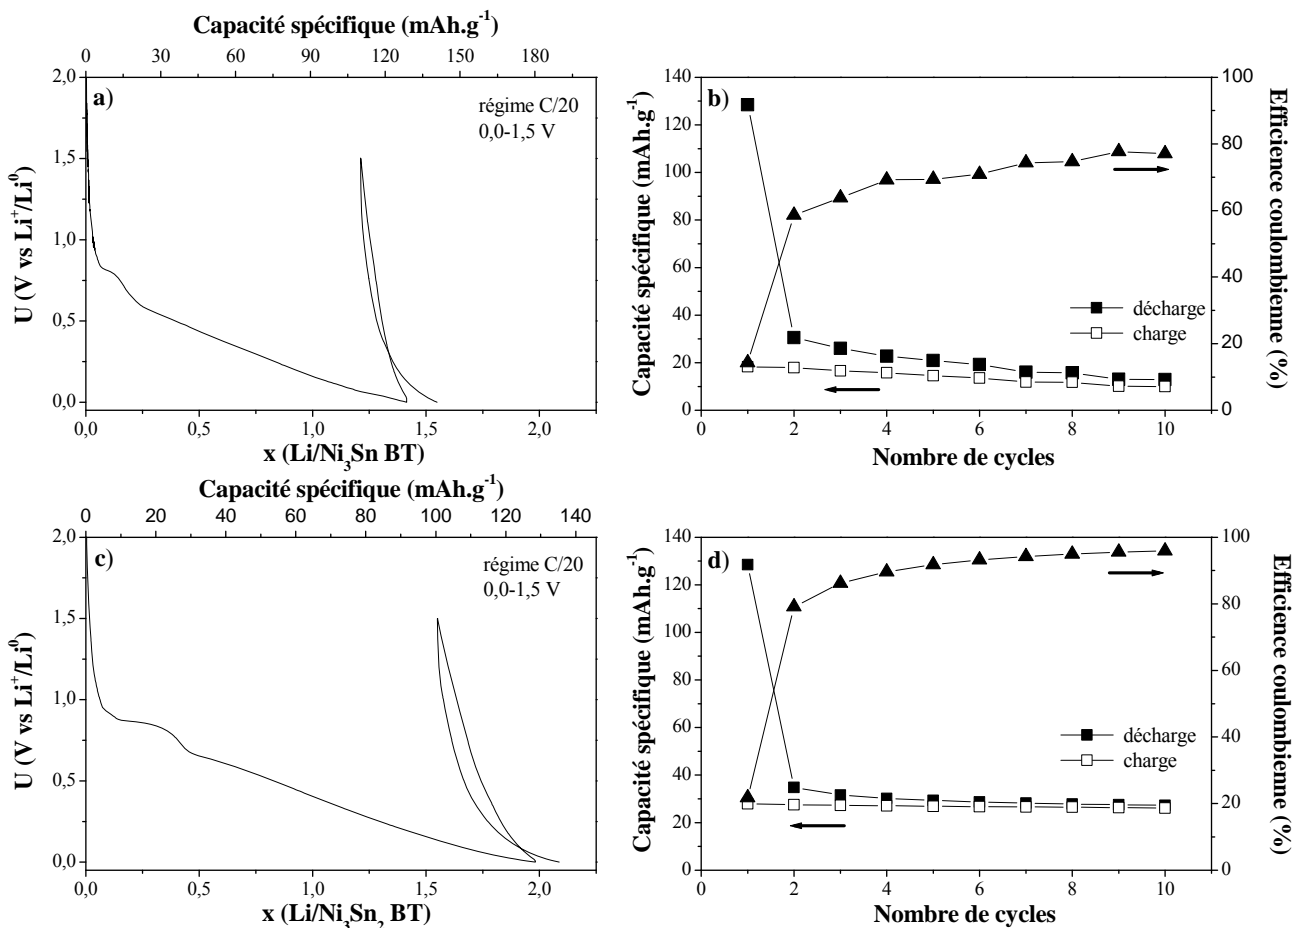 Capacité spécifique (mAh.g-1)
0 30 60 90 120 150 180
a)
régime C/20
0,0-1,5 V
2,0
1,5
1,0
0,5
0,0
U (V vs Li+/Li0)
0,0 0,5 1,0 1,5 2,0
x (Li/Ni3Sn BT)
b)
140
120
100
80
60
40
20
0
Capacité spécifique (mAh.g-1)
100
80
60
40
20
0
Efficience coulombienne (%)
décharge
charge
0 2 4 6 8 10
Nombre de cycles
Capacité spécifique (mAh.g-1)
0 20 40 60 80 100 120 140
c)
régime C/20
0,0-1,5 V
2,0
1,5
1,0
0,5
0,0
U (V vs Li+/Li0)
0,0 0,5 1,0 1,5 2,0
x (Li/Ni3Sn2 BT)
d)
140
120
100
80
60
40
20
0
Capacité spécifique (mAh.g-1)
100
80
60
40
20
0
Efficience coulombienne (%)
décharge
charge
0 2 4 6 8 10
Nombre de cycles